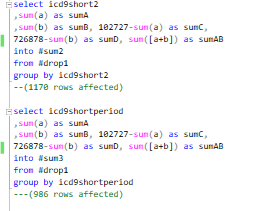 select icd9short2
,sum(a) as sumA
,sum(b) as sumB, 102727-sum(a) as sumC,
726878-sum(b) as sumD, sum([a+b]) as sumAB
into #sum2
from #drop1
group by icd9short2
--(1170 rows affected)
select icd9shortperiod
,sum(a) as sumA
,sum(b) as sumB, 102727-sum(a) as sumC,
726878-sum(b) as sumD, sum([a+b]) as sumAB
into #sum3
from #drop1
group by icd9shortperiod
---(986 rows affected)